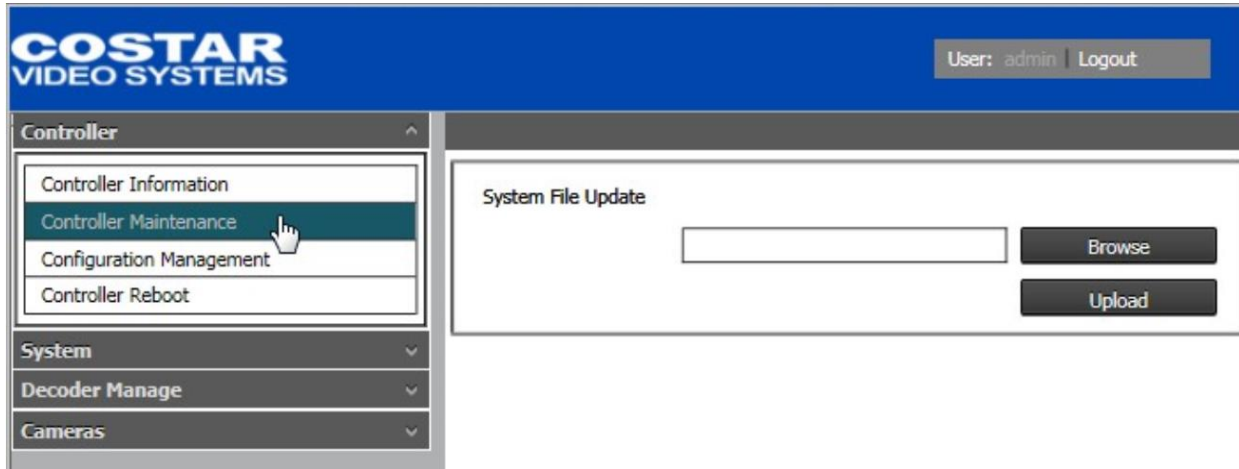 COSTAR
VIDEO SYSTEMS
User: admin | Logout
Controller
Controller Information
Controller Maintenance
Configuration Management
Controller Reboot
System
Decoder Manage
Cameras
System File Update
Browse
Upload